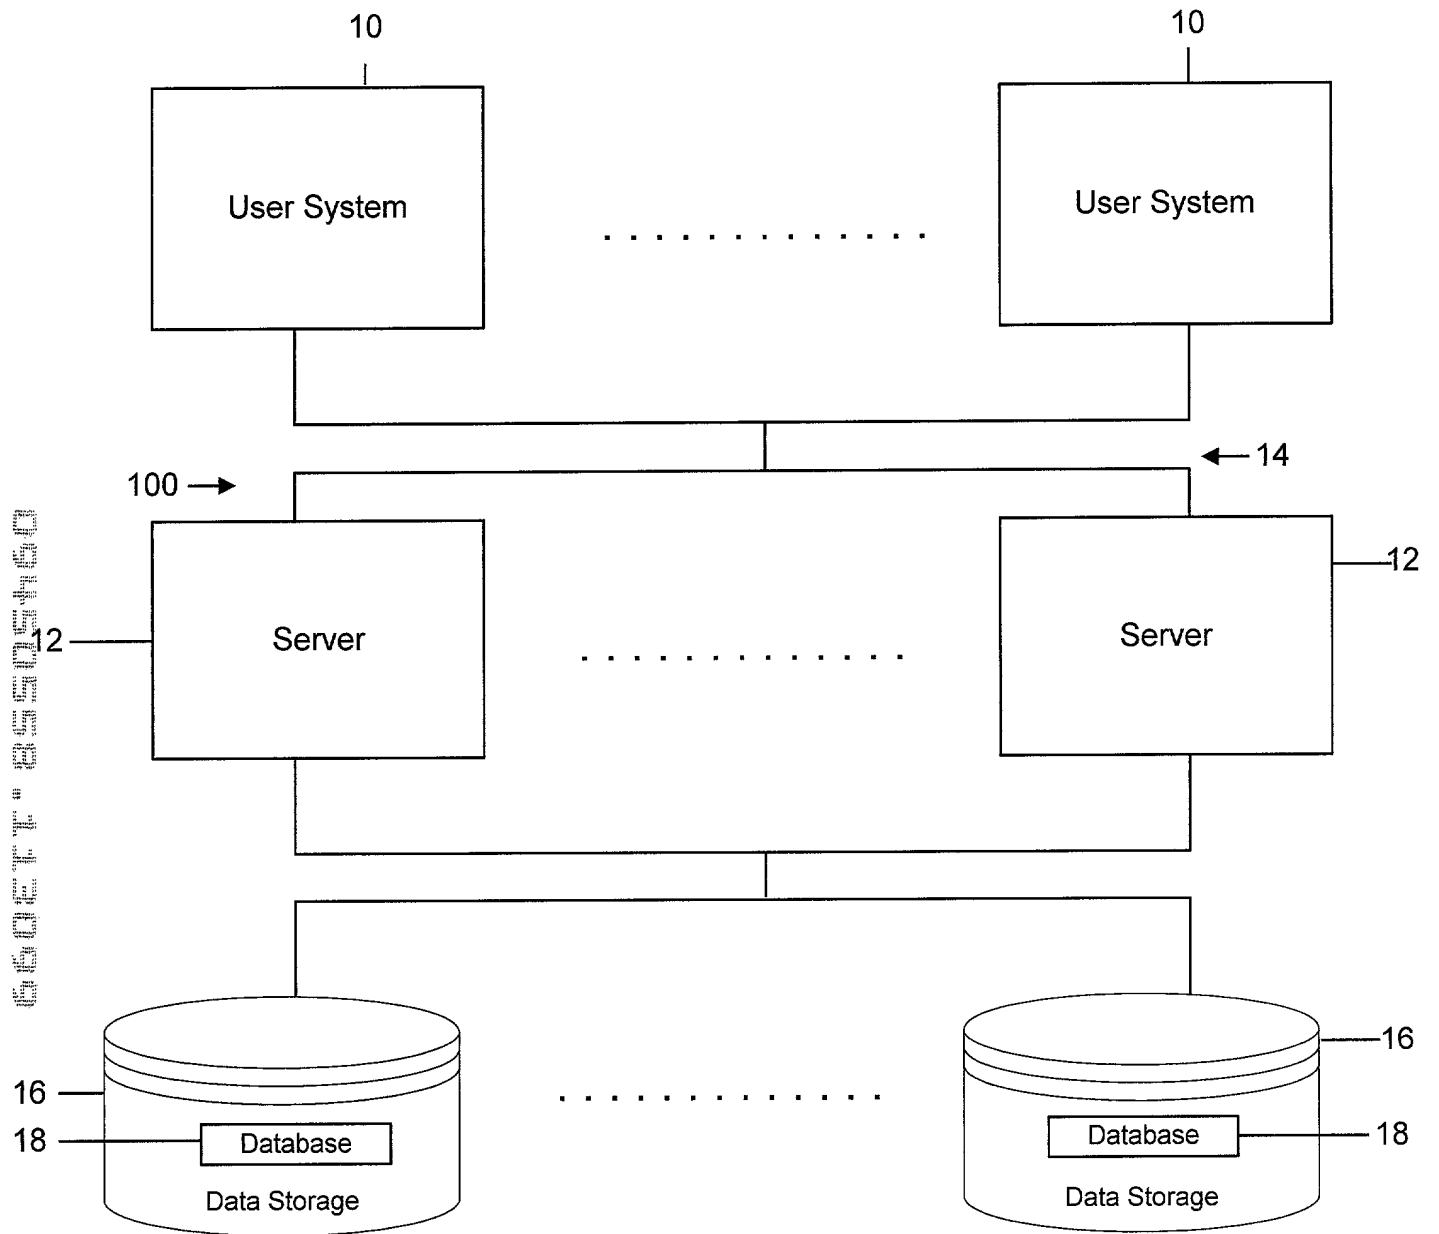 10
10
User System
User System
14
100
12
12
Server
Server
16
16
18
Database
Database
18
Data Storage
Data Storage